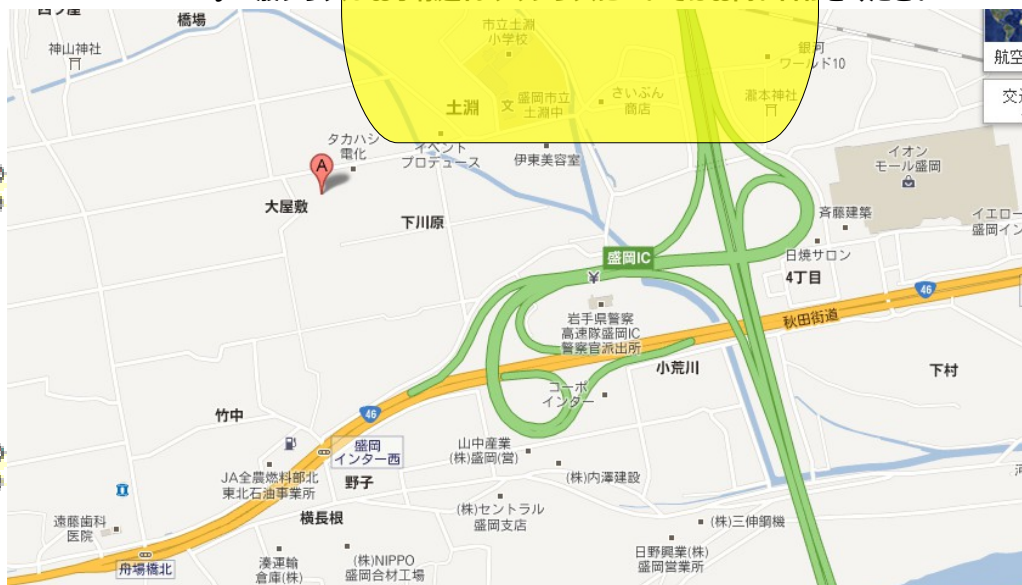 橋場
神山神社
市立土淵
小学校
銀河
ワールド10
航空
土淵
文
盛岡市立
土淵中
さいぶん
商店
瀧本神社
タカハシ
電化
イベント
プロデュース
伊東美容室
イオン
モール盛岡
A
大屋敷
下川原
斉藤建築
イエロー
盛岡イン
日焼サロン
盛岡IC
4丁目
46
岩手県警察
高速隊盛岡IC
警察官派出所
秋田街道
小荒川
下村
コーポ
インター
竹中
46
盛岡
インター西
山中産業
(株)盛岡(営)
JA全農燃料部北
東北石油事業所
野子
(株)内澤建設
横長根
(株)セントラル
盛岡支店
遠藤歯科
医院
(株)三伸鋼機
舟場橋北
湊運輸
倉庫(株)
(株)NIPPO
盛岡合材工場
日野興業(株)
盛岡営業所